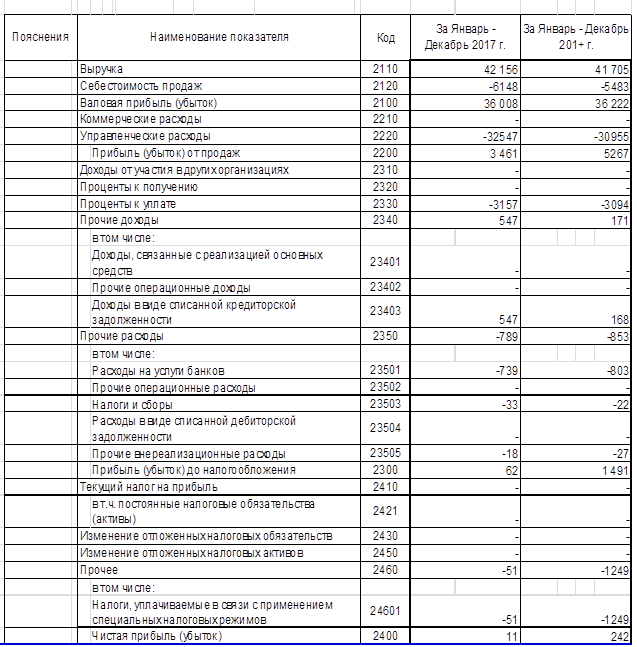 Пояснения Наименование показателя Код За Январь - Декабрь 2017 г. За Январь - Декабрь 201+ г.
Выручка 2110 42 156 41 705
Себестоимость продаж 2120 -6148 -5483
Валовая прибыль (убыток) 2100 36 008 36 222
Коммерческие расходы 2210 - -
Управленческие расходы 2220 -32547 -30955
Прибыль (убыток) от продаж 2200 3 461 5267
Доходы от участия в других организациях 2310 - -
Проценты к получению 2320 - -
Проценты к уплате 2330 -3157 -3094
Прочие доходы 2340 547 171
в том числе:
Доходы, связанные с реализацией основных
средств 23401 - -
Прочие операционные доходы 23402 - -
Доходы в виде списанной кредиторской
задолженности 23403 547 168
Прочие расходы 2350 -789 -853
в том числе:
Расходы на услуги банков 23501 -739 -803
Прочие операционные расходы 23502 - -
Налоги и сборы 23503 -33 -22
Расходы в виде списанной дебиторской
задолженности 23504 - -
Прочие внереализационные расходы 23505 -18 -27
Прибыль (убыток) до налогообложения 2300 62 1 491
Текущий налог на прибыль 2410 - -
в т.ч. постоянные налоговые обязательства
(активы) 2421 - -
Изменение отложенных налоговых обязательств 2430 - -
Изменение отложенных налоговых активов 2450 - -
Прочее 2460 -51 -1249
в том числе:
Налоги, уплачиваемые в связи с применением
специальных налоговых режимов 24601 -51 -1249
Чистая прибыль (убыток) 2400 11 242